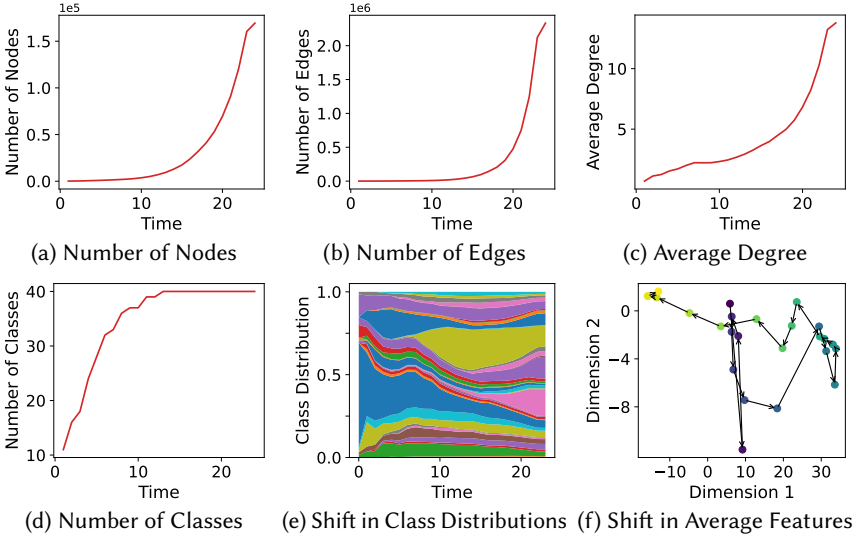 1e5
Number of Nodes
1.5
1.0
0.5
0.0
0 10 20
Time
(a) Number of Nodes
1e6
Number of Edges
2.0
1.5
1.0
0.5
0.0
0 10 20
Time
(b) Number of Edges
Average Degree
10
5
0 10 20
Time
(c) Average Degree
Number of Classes
40
30
20
10
0 10 20
Time
(d) Number of Classes
Class Distribution
1.0
0.5
0.0
0 20
Time
(e) Shift in Class Distributions
Dimension 2
0
−4
−8
−10 0 10 20 30
Dimension 1
(f) Shift in Average Features